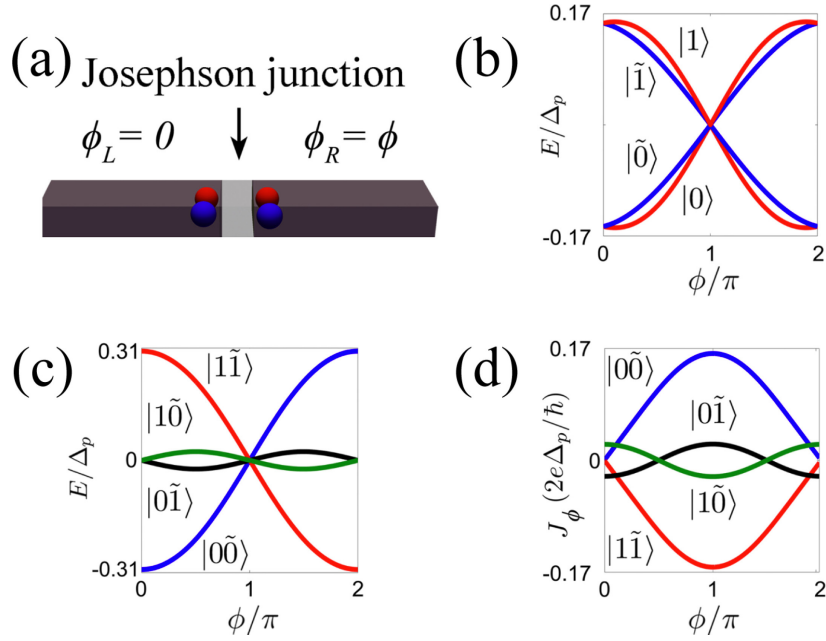 (a)
Josephson junction
ϕ_L = 0
ϕ_R = ϕ
(b)
0.17
E/Δ_p
-0.17
|1⟩
|1̃⟩
|0̃⟩
|0⟩
0
1
2
ϕ/π
(c)
0.31
E/Δ_p
0
-0.31
|11̃⟩
|10̃⟩
|01̃⟩
|00̃⟩
0
1
2
ϕ/π
(d)
0.17
J_ϕ(2eΔ_p/ℏ)
0
-0.17
|00̃⟩
|01̃⟩
|10̃⟩
|11̃⟩
0
1
2
ϕ/π